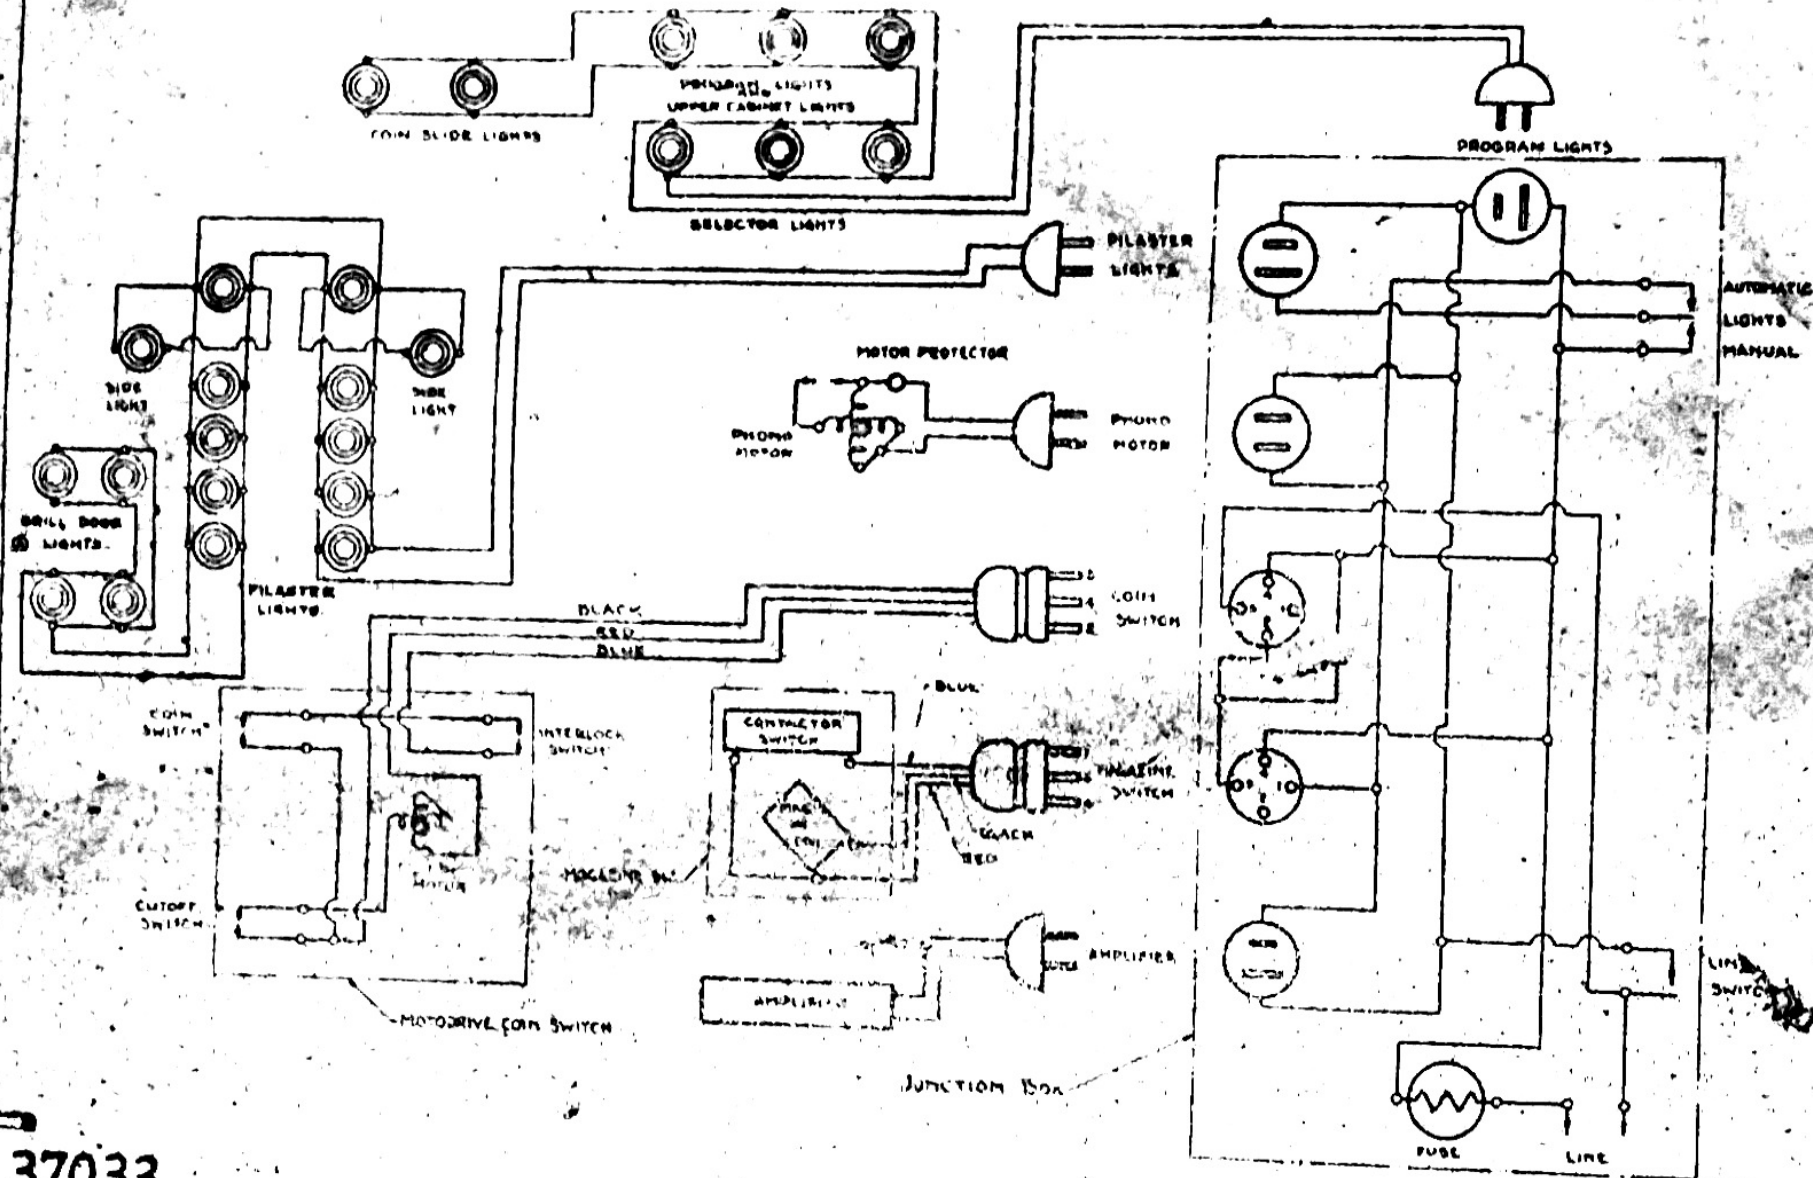 PROGRAM LIGHTS
AND
UPPER CABINET LIGHTS
COIN SLIDE LIGHTS
SELECTOR LIGHTS
PROGRAM LIGHTS
PILASTER
LIGHTS
AUTOMATIC
LIGHTS
MANUAL
MOTOR PROTECTOR
SIDE
LIGHT
SIDE
LIGHT
PHONO
MOTOR
PHONO
MOTOR
GRILL DOOR
LIGHTS
PILASTER
LIGHTS
BLACK
RED
BLUE
COIN
SWITCH
COIN
SWITCH
INTERLOCK
SWITCH
BLUE
CONTACTOR
SWITCH
MAGAZINE
SWITCH
MAG
COIL
BLACK
RED
MOTOR
MAGAZINE
CUTOFF
SWITCH
AMPLIFIER
AMPLIFIER
LINE
SWITCH
MOTODRIVE COIN SWITCH
JUNCTION BOX
FUSE
LINE
37033